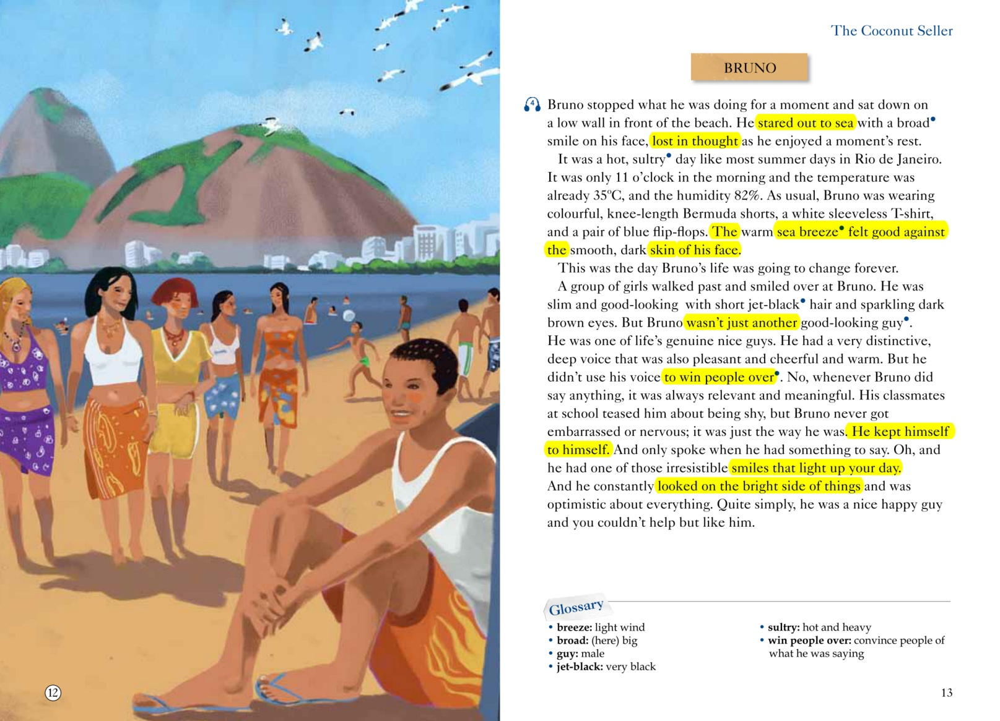 The Coconut Seller
BRUNO
4
Bruno stopped what he was doing for a moment and sat down on
a low wall in front of the beach. He stared out to sea with a broad•
smile on his face, lost in thought as he enjoyed a moment's rest.
It was a hot, sultry• day like most summer days in Rio de Janeiro.
It was only 11 o'clock in the morning and the temperature was
already 35ºC, and the humidity 82%. As usual, Bruno was wearing
colourful, knee-length Bermuda shorts, a white sleeveless T-shirt,
and a pair of blue flip-flops. The warm sea breeze• felt good against
the smooth, dark skin of his face.
This was the day Bruno's life was going to change forever.
A group of girls walked past and smiled over at Bruno. He was
slim and good-looking with short jet-black• hair and sparkling dark
brown eyes. But Bruno wasn't just another good-looking guy•.
He was one of life's genuine nice guys. He had a very distinctive,
deep voice that was also pleasant and cheerful and warm. But he
didn't use his voice to win people over•. No, whenever Bruno did
say anything, it was always relevant and meaningful. His classmates
at school teased him about being shy, but Bruno never got
embarrassed or nervous; it was just the way he was. He kept himself
to himself. And only spoke when he had something to say. Oh, and
he had one of those irresistible smiles that light up your day.
And he constantly looked on the bright side of things and was
optimistic about everything. Quite simply, he was a nice happy guy
and you couldn't help but like him.
Glossary
• breeze: light wind
• broad: (here) big
• guy: male
• jet-black: very black
• sultry: hot and heavy
• win people over: convince people of
what he was saying
12
13